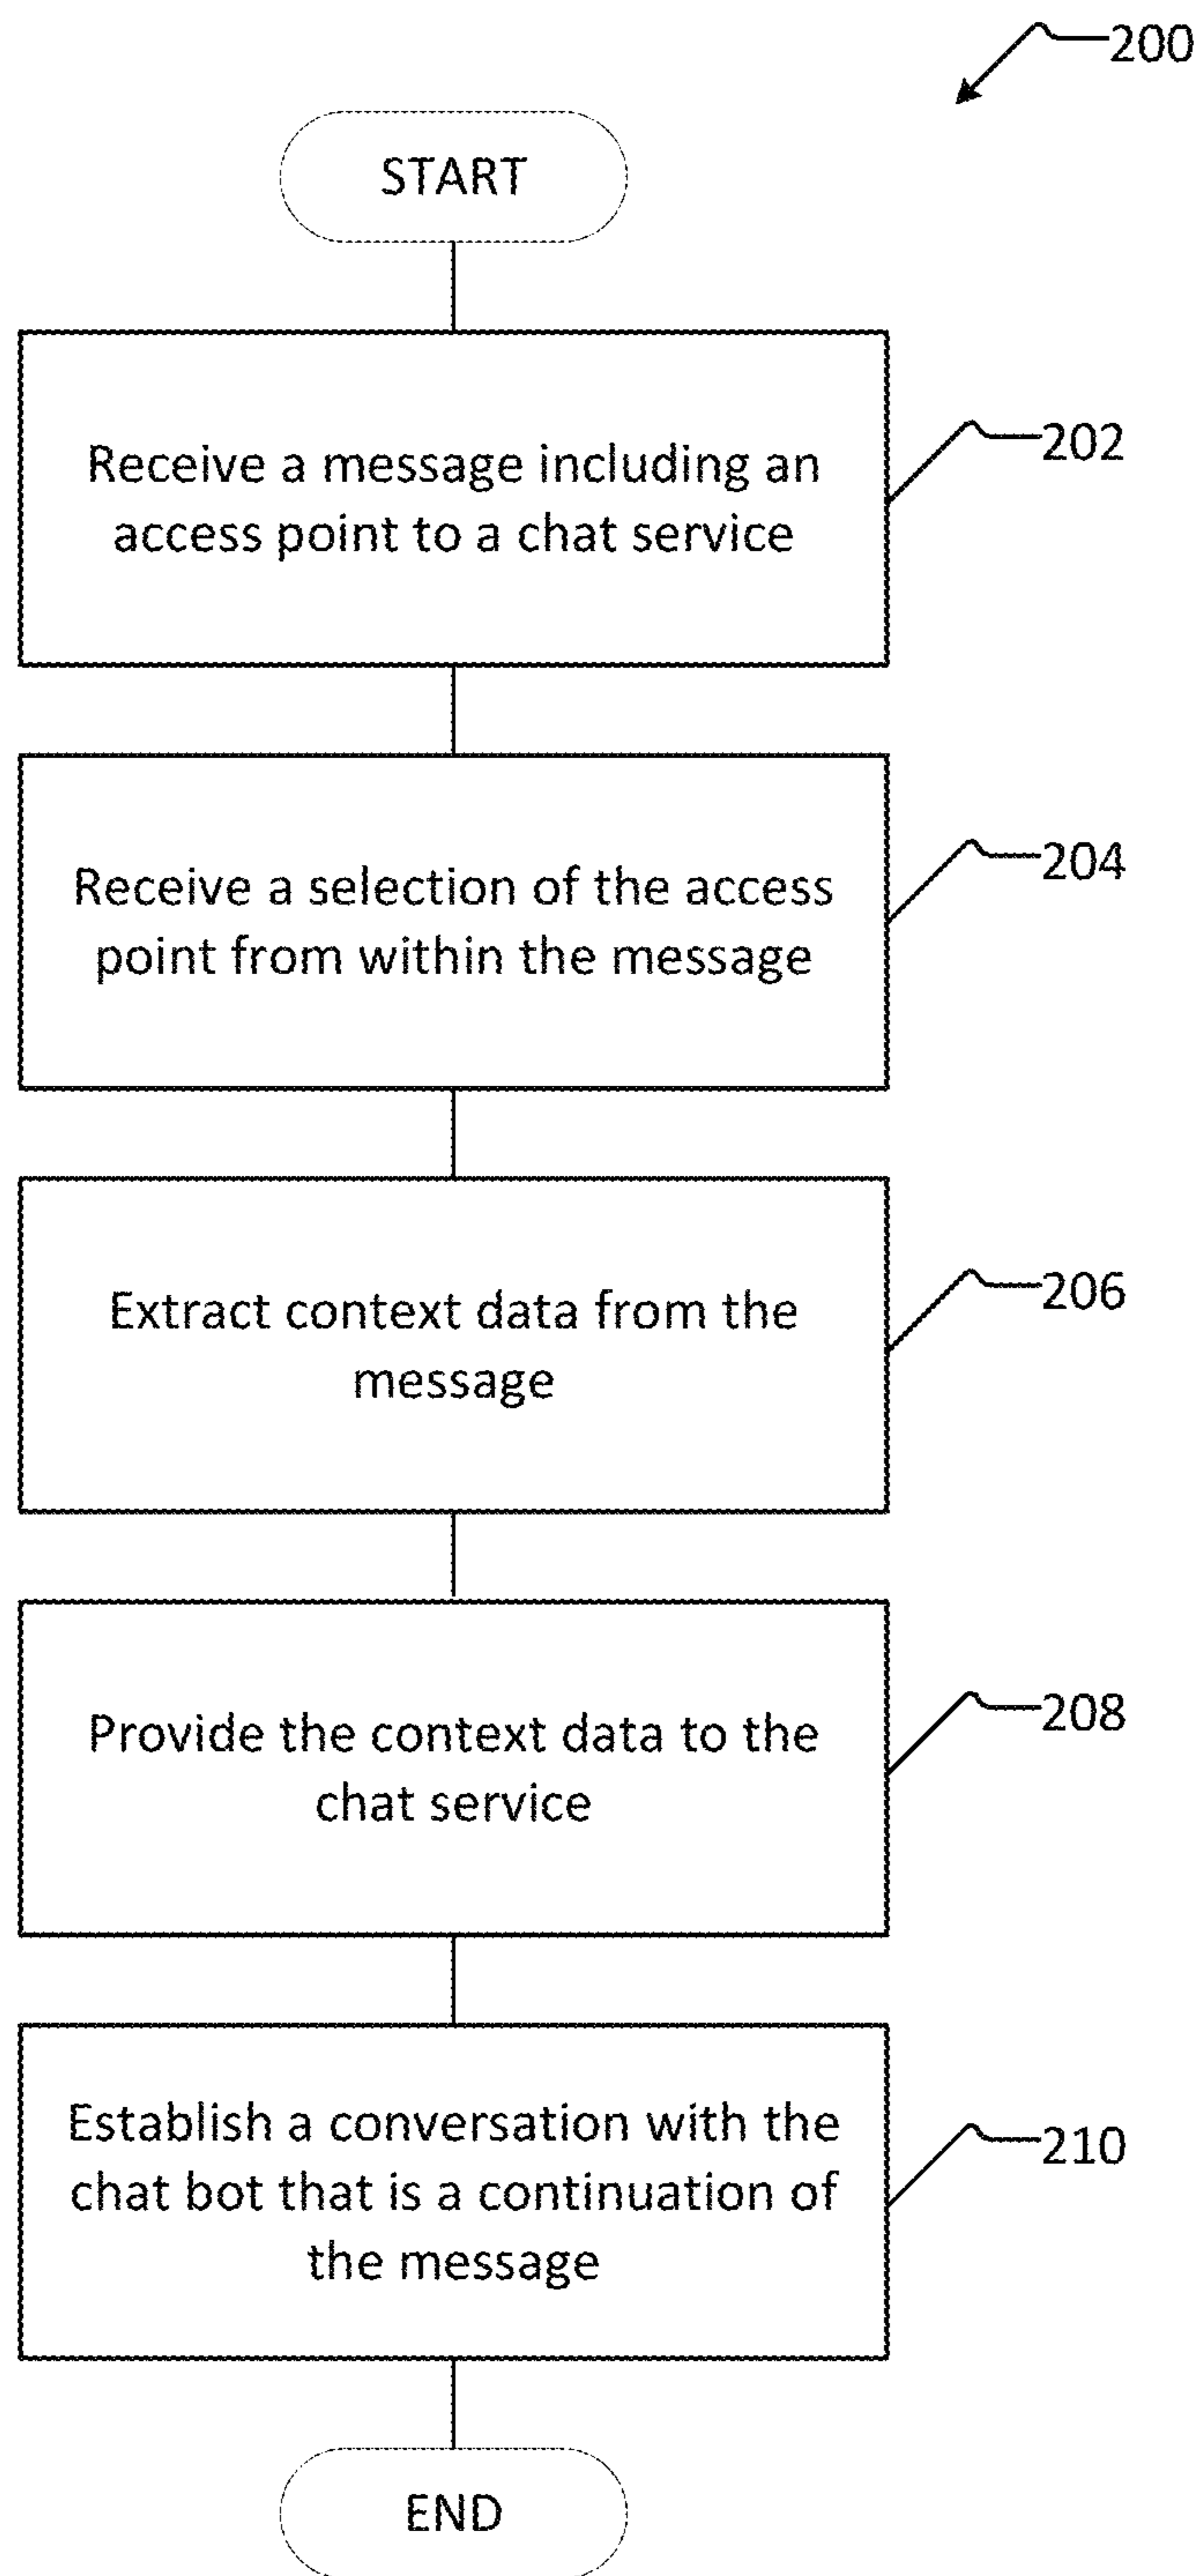 200
START
Receive a message including an
access point to a chat service
202
Receive a selection of the access
point from within the message
204
Extract context data from the
message
206
Provide the context data to the
chat service
208
Establish a conversation with the
chat bot that is a continuation of
the message
210
END